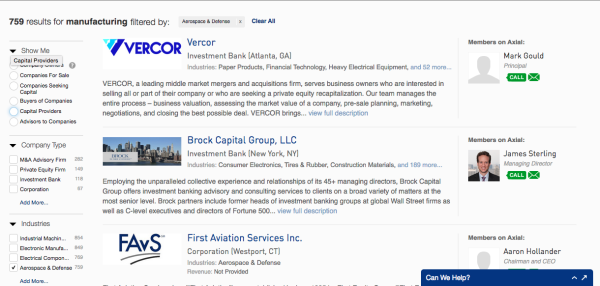 759 results for manufacturing filtered by: Aerospace & Defense x Clear All
Show Me
Capital Providers
Company Owners
Companies For Sale
Companies Seeking
Capital
Buyers of Companies
Capital Providers
Advisors to Companies
Company Type
M&A Advisory Firm 282
Private Equity Firm 149
Investment Bank 118
Corporation 67
Add More...
Industries
Industrial Machin...
Electronic Manufa...
Electrical Compon...
Aerospace & Defense 759
Add More...
VERCOR
Vercor
Investment Bank (Atlanta, GA)
Industries: Paper Products, Financial Technology, Heavy Electrical Equipment, and 52 more...
VERCOR, a leading middle market mergers and acquisitions firm, serves business owners who are interested in
selling all or part of their company or who are seeking a private equity recapitalization. Our team manages the
entire process – business valuation, assessing the market value of a company, pre-sale planning, marketing,
negotiations, and closing the best possible deal. VERCOR brings... view full description
Members on Axial:
Mark Gould
Principal
CALL
BROCK
Brock Capital Group, LLC
Investment Bank (New York, NY)
Industries: Consumer Electronics, Tires & Rubber, Construction Materials, and 189 more...
Employing the unparalleled collective experience and relationships of its 45+ managing directors, Brock Capital
Group offers investment banking advisory and consulting services to clients on a broad variety of matters at the
most senior level. Brock partners include former heads of investment banking groups at global Wall Street firms as
well as C-level executives and directors of Fortune 500... view full description
Members on Axial:
James Sterling
Managing Director
CALL
FAvS
First Aviation Services Inc.
Corporation (Westport, CT)
Industries: Aerospace & Defense
Revenue: Not Provided
Members on Axial:
Aaron Hollander
Chairman and CEO
Can We Help?